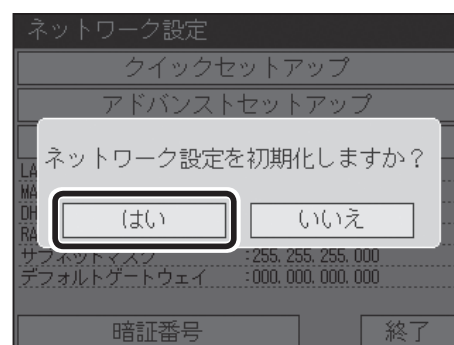 ネットワーク設定
クイックセットアップ
アドバンストセットアップ
ネットワーク設定を初期化しますか？
はい
いいえ
LA
MA
DH
RA
サブネットマスク :255.255.255.000
デフォルトゲートウェイ :000.000.000.000
暗証番号
終了